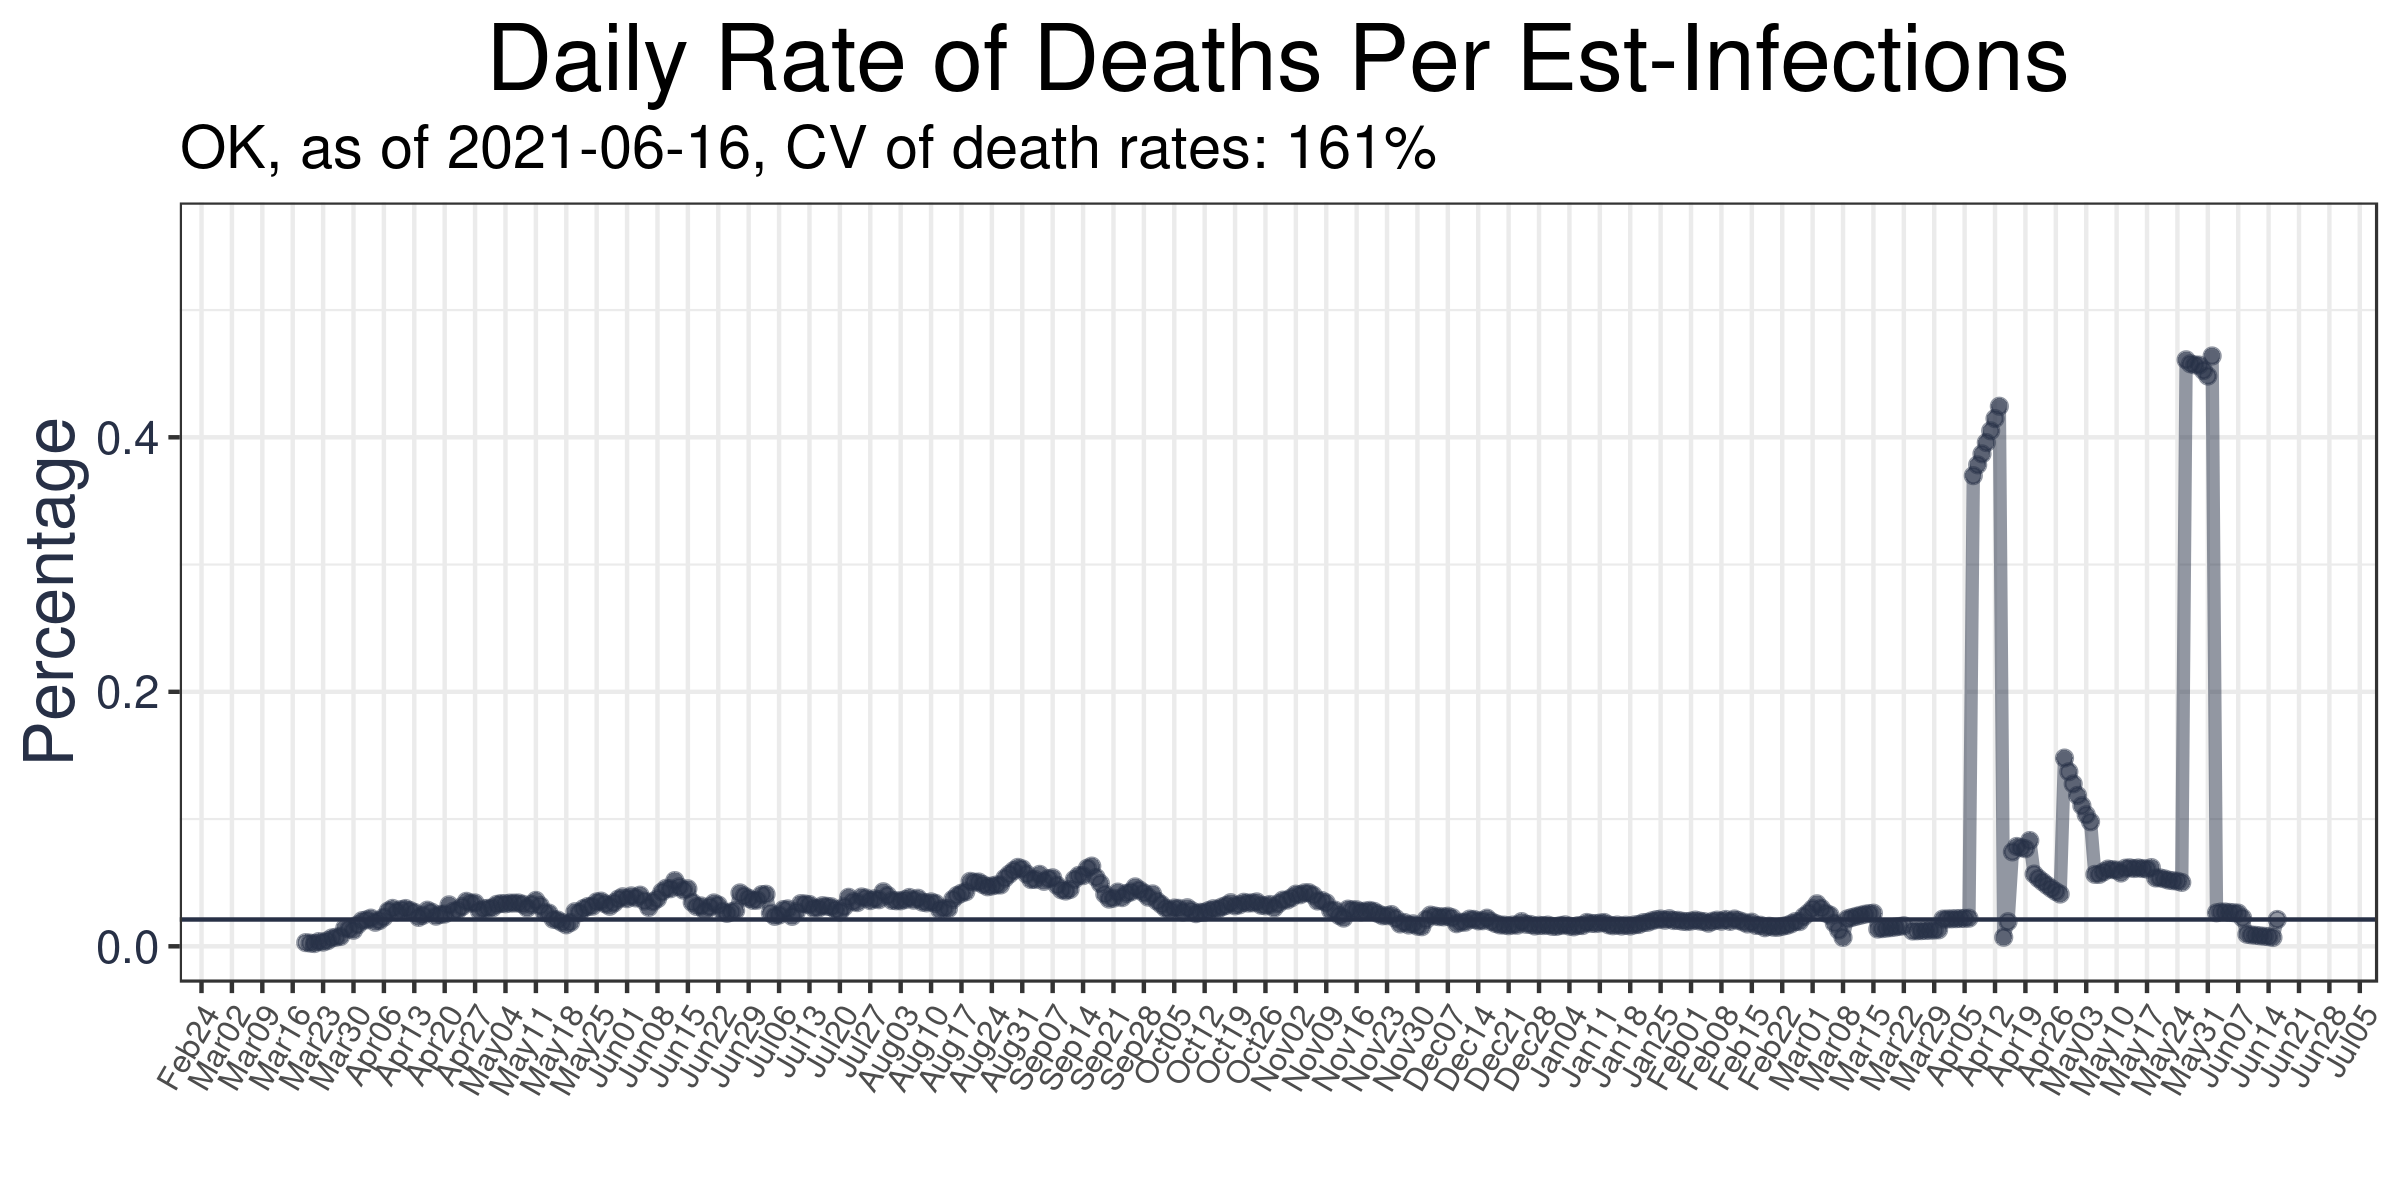 Daily Rate of Deaths Per Est-Infections
OK, as of 2021-06-16, CV of death rates: 161%
Percentage
0.4
0.2
0.0
Feb24
Mar02
Mar09
Mar16
Mar23
Mar30
Apr06
Apr13
Apr20
Apr27
May04
May11
May18
May25
Jun01
Jun08
Jun15
Jun22
Jun29
Jul06
Jul13
Jul20
Jul27
Aug03
Aug10
Aug17
Aug24
Aug31
Sep07
Sep14
Sep21
Sep28
Oct05
Oct12
Oct19
Oct26
Nov02
Nov09
Nov16
Nov23
Nov30
Dec07
Dec14
Dec21
Dec28
Jan04
Jan11
Jan18
Jan25
Feb01
Feb08
Feb15
Feb22
Mar01
Mar08
Mar15
Mar22
Mar29
Apr05
Apr12
Apr19
Apr26
May03
May10
May17
May24
May31
Jun07
Jun14
Jun21
Jun28
Jul05